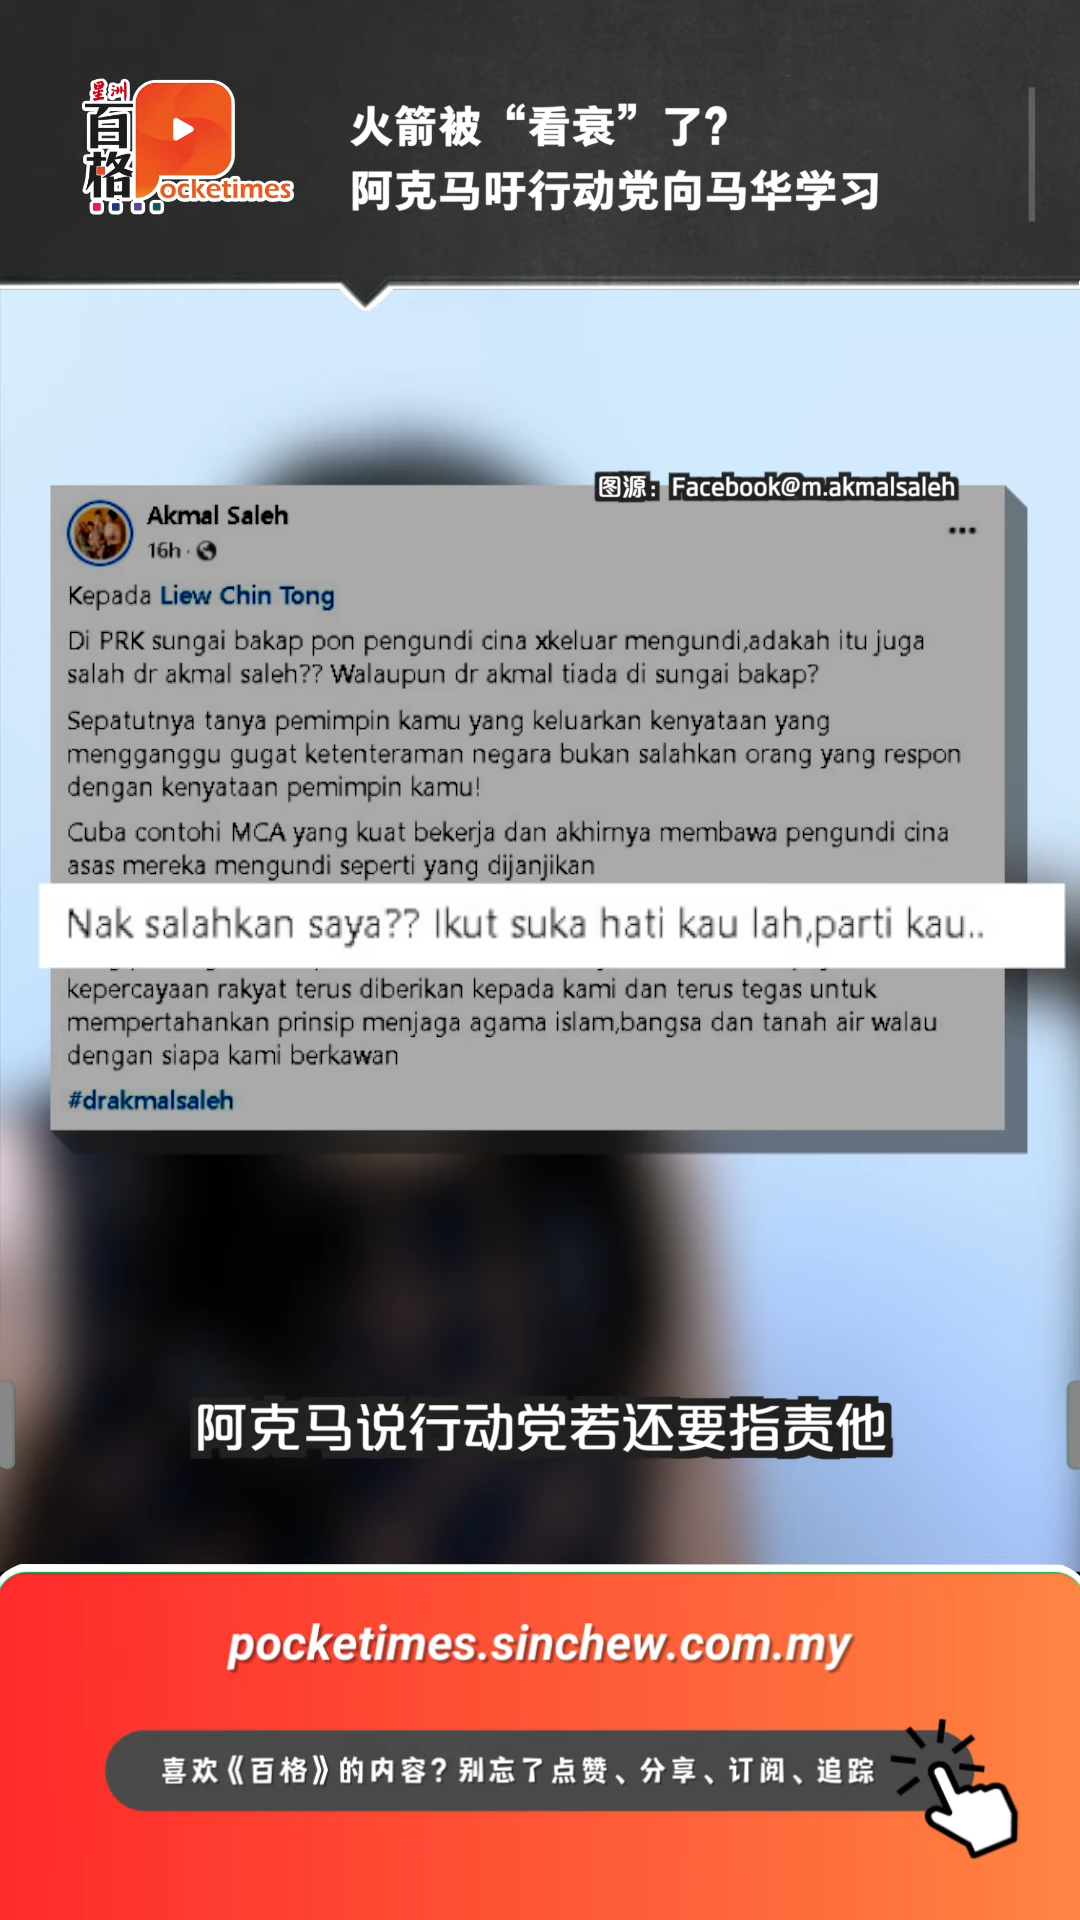 星洲
百格
Pocketimes
火箭被“看衰”了?
阿克马吁行动党向马华学习
图源：Facebook@m.akmalsaleh
Akmal Saleh
16h
Kepada Liew Chin Tong
Di PRK sungai bakap pon pengundi cina xkeluar mengundi,adakah itu juga
salah dr akmal saleh?? Walaupun dr akmal tiada di sungai bakap?
Sepatutnya tanya pemimpin kamu yang keluarkan kenyataan yang
mengganggu gugat ketenteraman negara bukan salahkan orang yang respon
dengan kenyataan pemimpin kamu!
Cuba contohi MCA yang kuat bekerja dan akhirnya membawa pengundi cina
asas mereka mengundi seperti yang dijanjikan
Nak salahkan saya?? Ikut suka hati kau lah,parti kau..
kepercayaan rakyat terus diberikan kepada kami dan terus tegas untuk
mempertahankan prinsip menjaga agama islam,bangsa dan tanah air walau
dengan siapa kami berkawan
#drakmalsaleh
阿克马说行动党若还要指责他
pocketimes.sinchew.com.my
喜欢《百格》的内容？别忘了点赞、分享、订阅、追踪